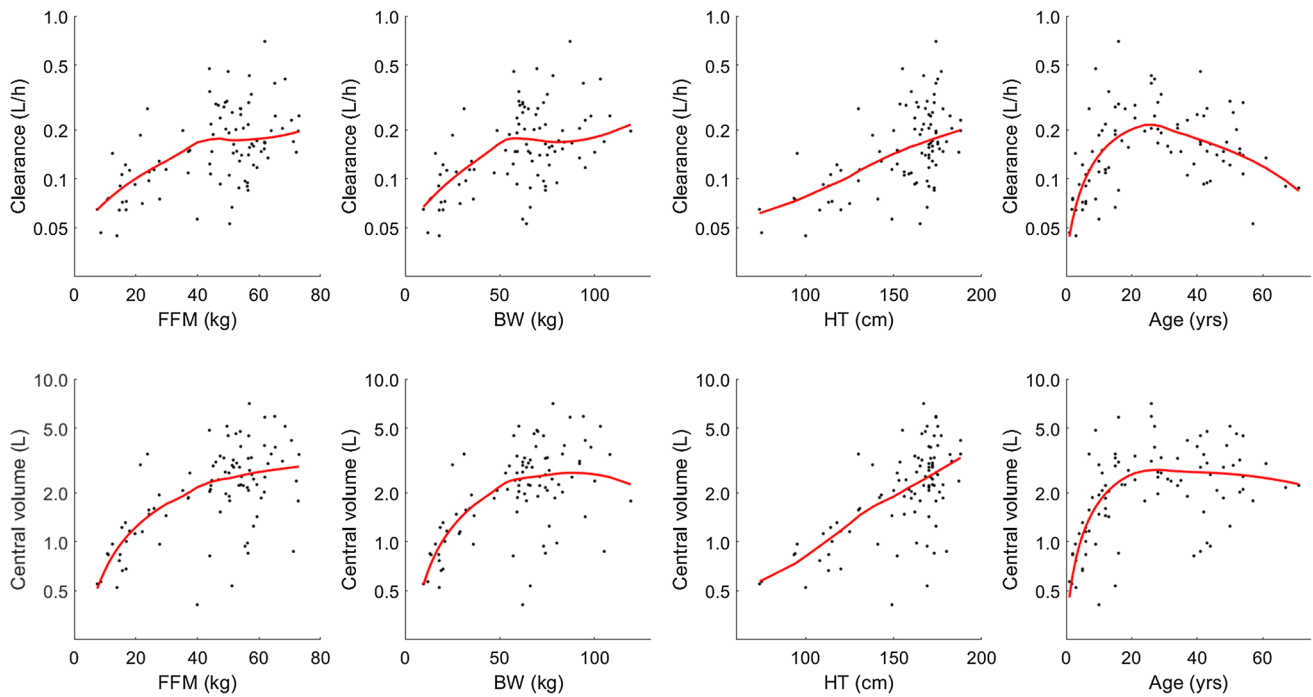 1.0 1.0 1.0 1.0
Clearance (L/h) Clearance (L/h) Clearance (L/h) Clearance (L/h)
0.5 0.5 0.5 0.5
0.2 0.2 0.2 0.2
0.1 0.1 0.1 0.1
0.05 0.05 0.05 0.05
0 20 40 60 80 0 50 100 100 150 200 0 20 40 60
FFM (kg) BW (kg) HT (cm) Age (yrs)
10.0 10.0 10.0 10.0
Central volume (L) Central volume (L) Central volume (L) Central volume (L)
5.0 5.0 5.0 5.0
2.0 2.0 2.0 2.0
1.0 1.0 1.0 1.0
0.5 0.5 0.5 0.5
0 20 40 60 80 0 50 100 100 150 200 0 20 40 60
FFM (kg) BW (kg) HT (cm) Age (yrs)